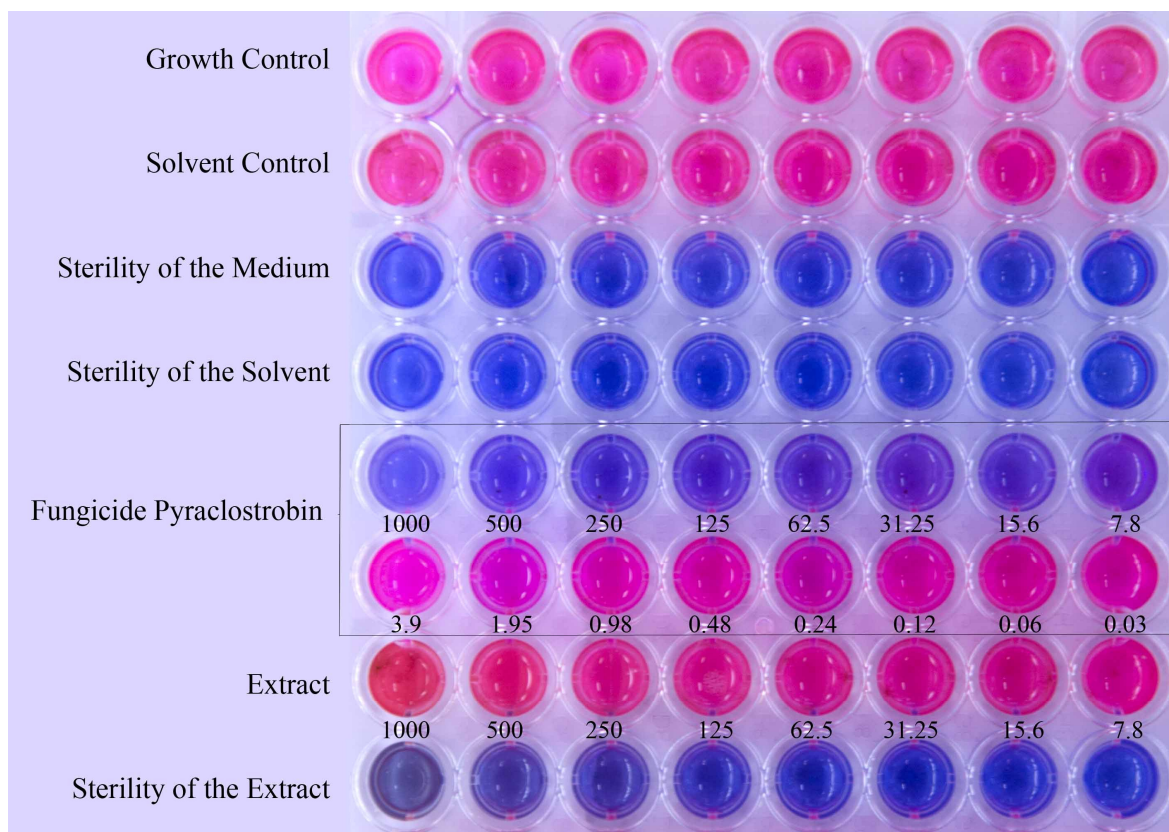 Growth Control
Solvent Control
Sterility of the Medium
Sterility of the Solvent
Fungicide Pyraclostrobin
1000 500 250 125 62.5 31.25 15.6 7.8
3.9 1.95 0.98 0.48 0.24 0.12 0.06 0.03
Extract
1000 500 250 125 62.5 31.25 15.6 7.8
Sterility of the Extract